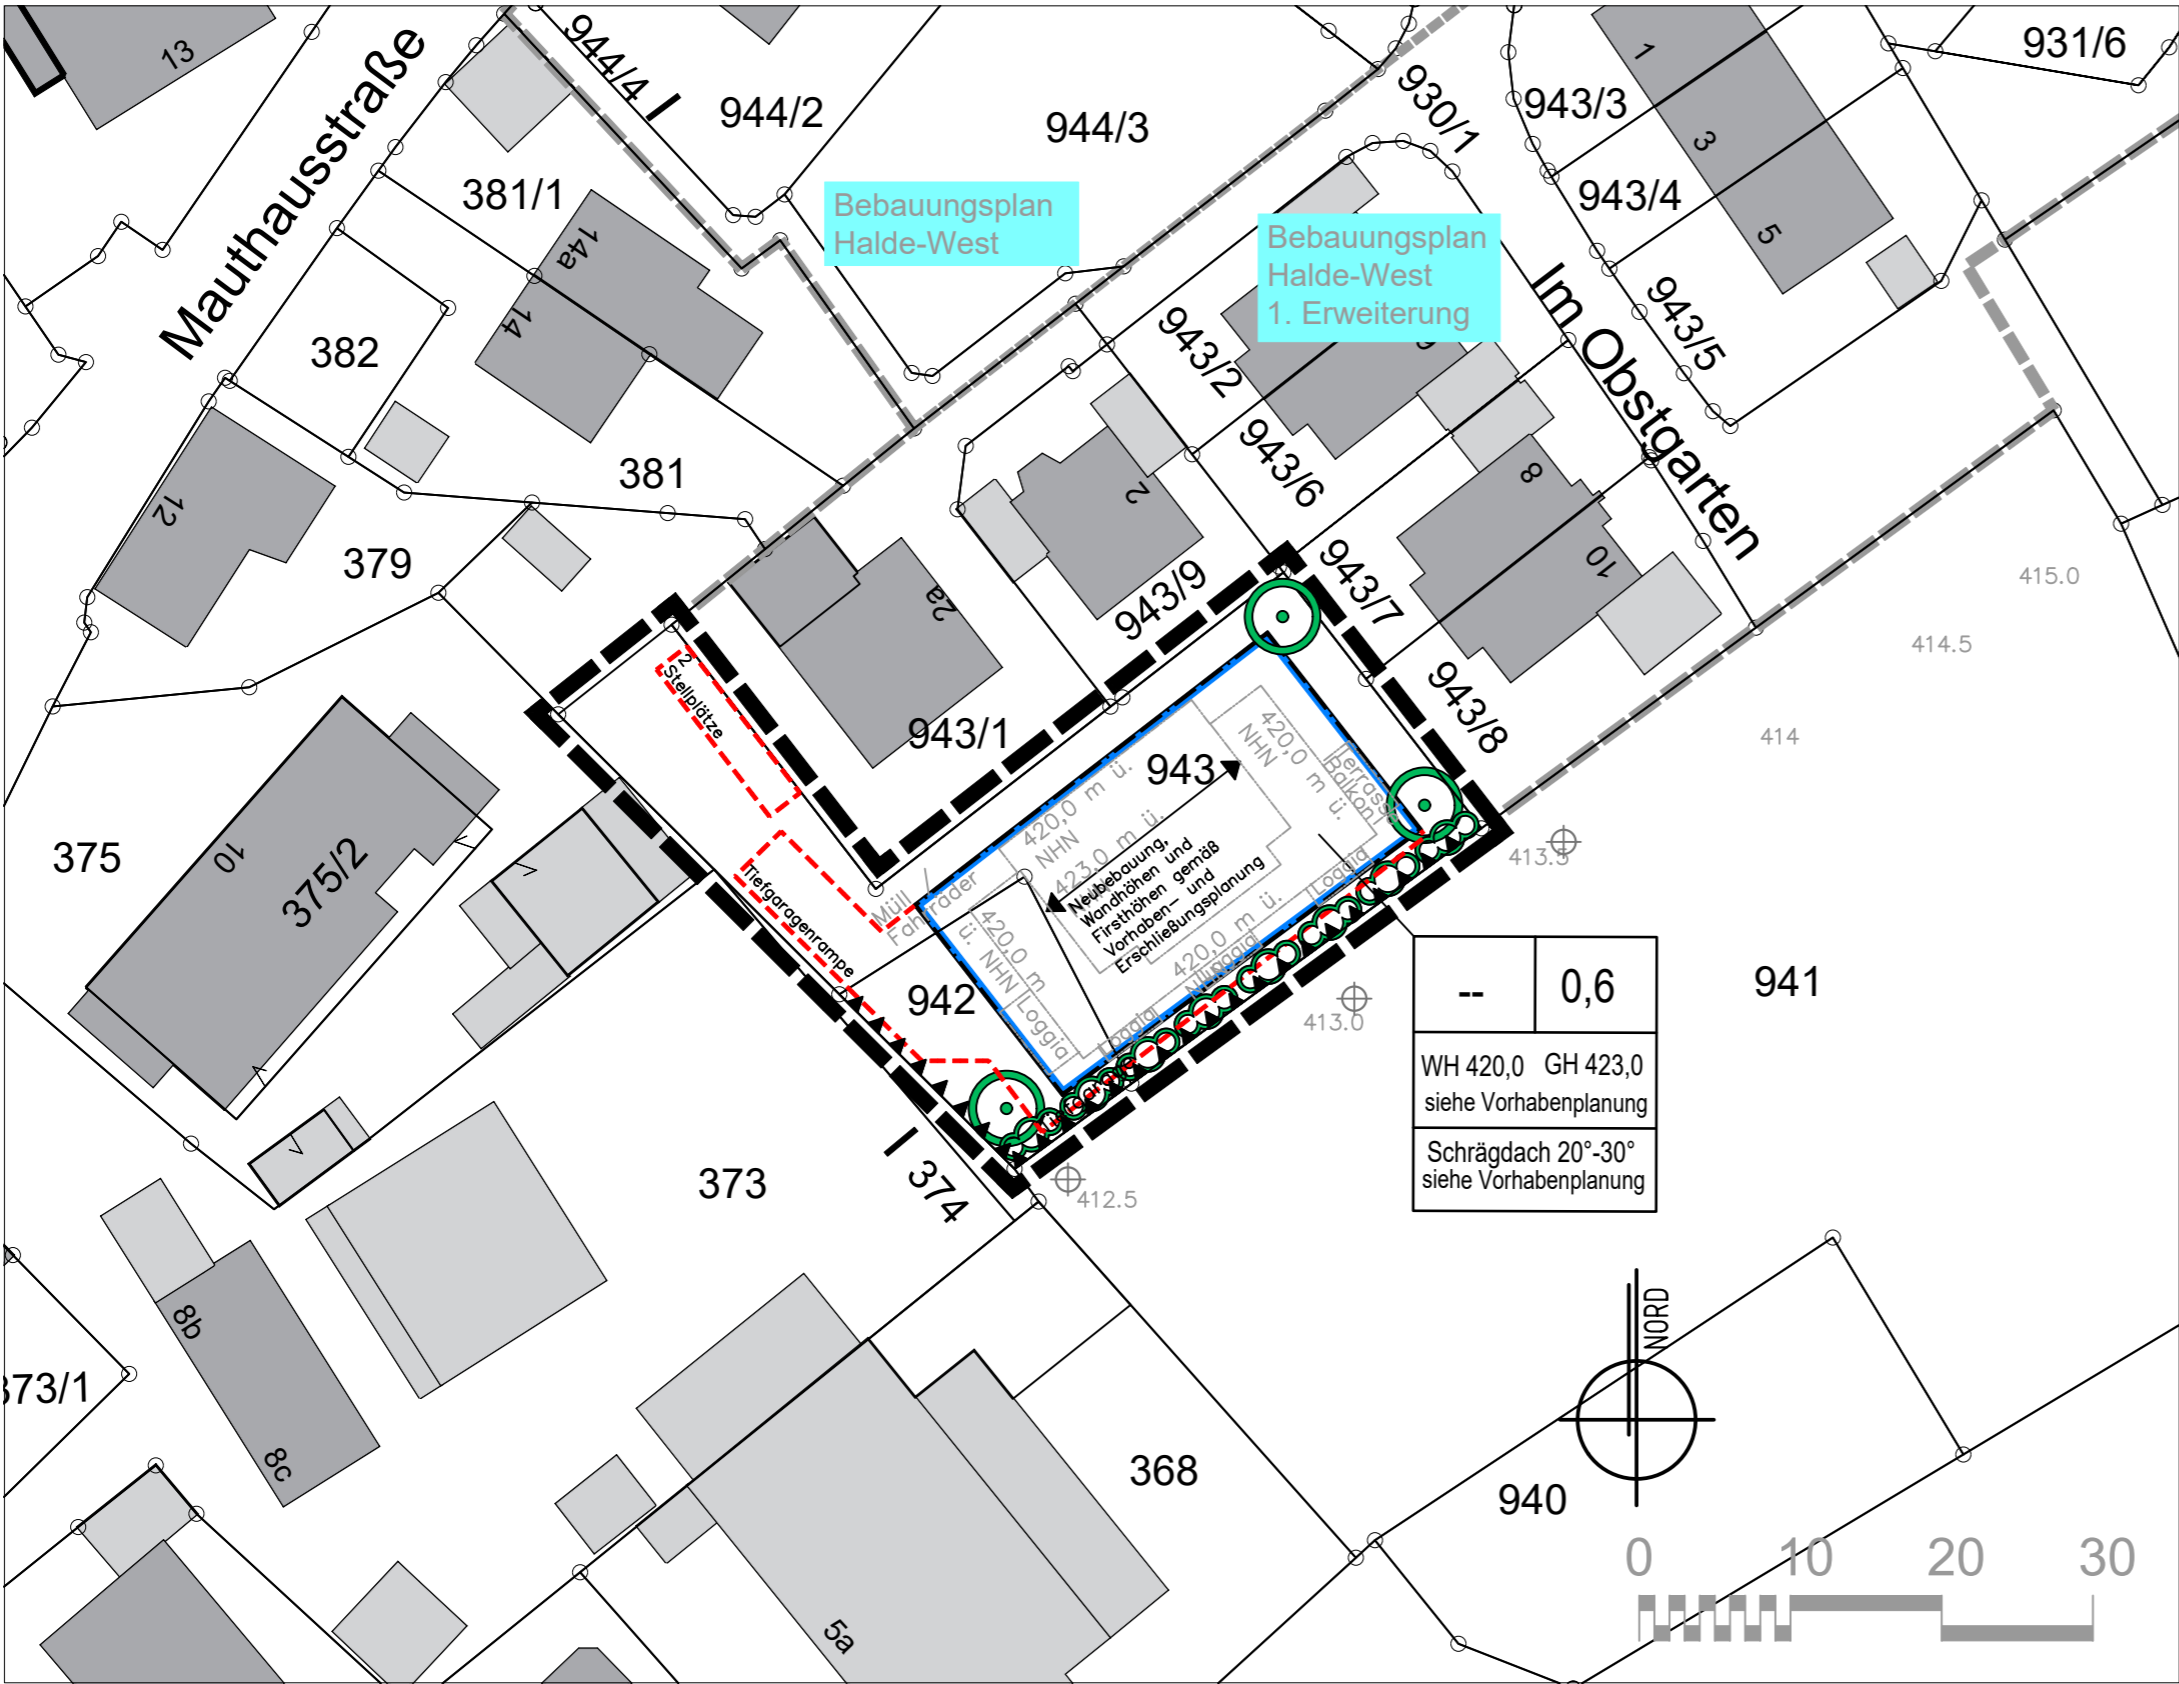 13
Mauthausstraße
944/4
944/2
944/3
930/1
943/3
931/6
1
3
5
943/4
943/5
381/1
14a
14
382
Bebauungsplan
Halde-West
Bebauungsplan
Halde-West
1. Erweiterung
Im Obstgarten
943/2
943/6
381
12
379
2
8
10
2a
943/9
943/7
943/8
943/1
415.0
414.5
414
413.5
413.0
412.5
2
Stellplätze
Tiefgaragenrampe
Müll /
Fahrräder
943
420,0 m ü.
NHN
420,0 m ü.
NHN
423,0 m ü.
Neubebauung,
Wandhöhen und
Firsthöhen gemäß
Vorhaben- und
Erschließungsplanung
Terrasse
Balkon
Loggia
420,0 m ü.
420,0 m
ü. NHN
Loggia
Loggia
942
375
10
375/2
941
-- 0,6
WH 420,0 GH 423,0
siehe Vorhabenplanung
Schrägdach 20°-30°
siehe Vorhabenplanung
373
374
8b
8c
373/1
5a
368
940
NORD
0 10 20 30